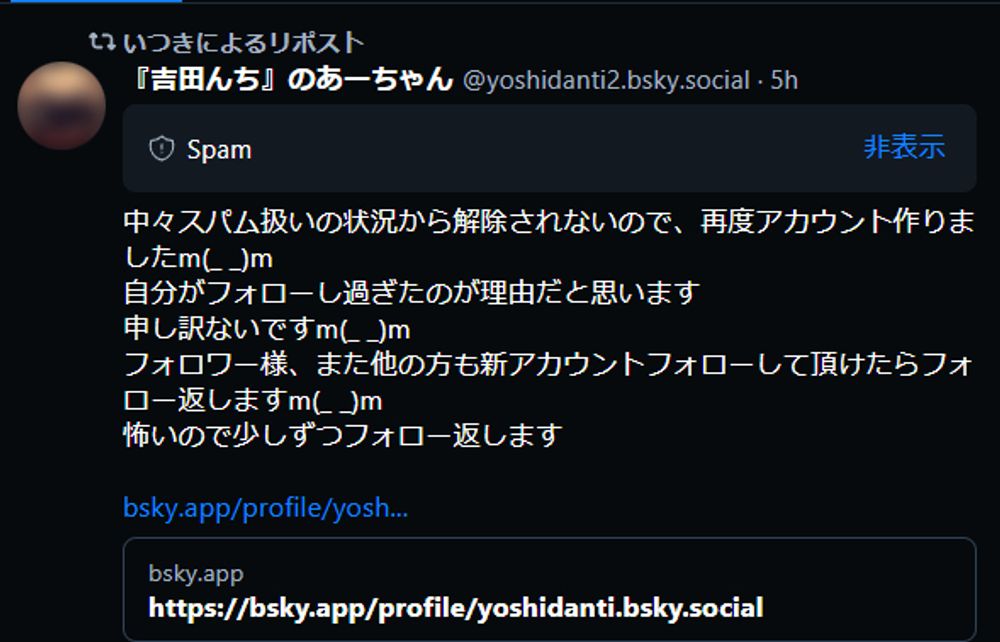 いつきによるリポスト
『吉田んち』のあーちゃん @yoshidanti2.bsky.social · 5h
Spam 非表示
中々スパム扱いの状況から解除されないので、再度アカウント作りま
したm(_ _)m
自分がフォローし過ぎたのが理由だと思います
申し訳ないですm(_ _)m
フォロワー様、また他の方も新アカウントフォローして頂けたらフォ
ロー返しますm(_ _)m
怖いので少しずつフォロー返します
bsky.app/profile/yosh...
bsky.app
https://bsky.app/profile/yoshidanti.bsky.social